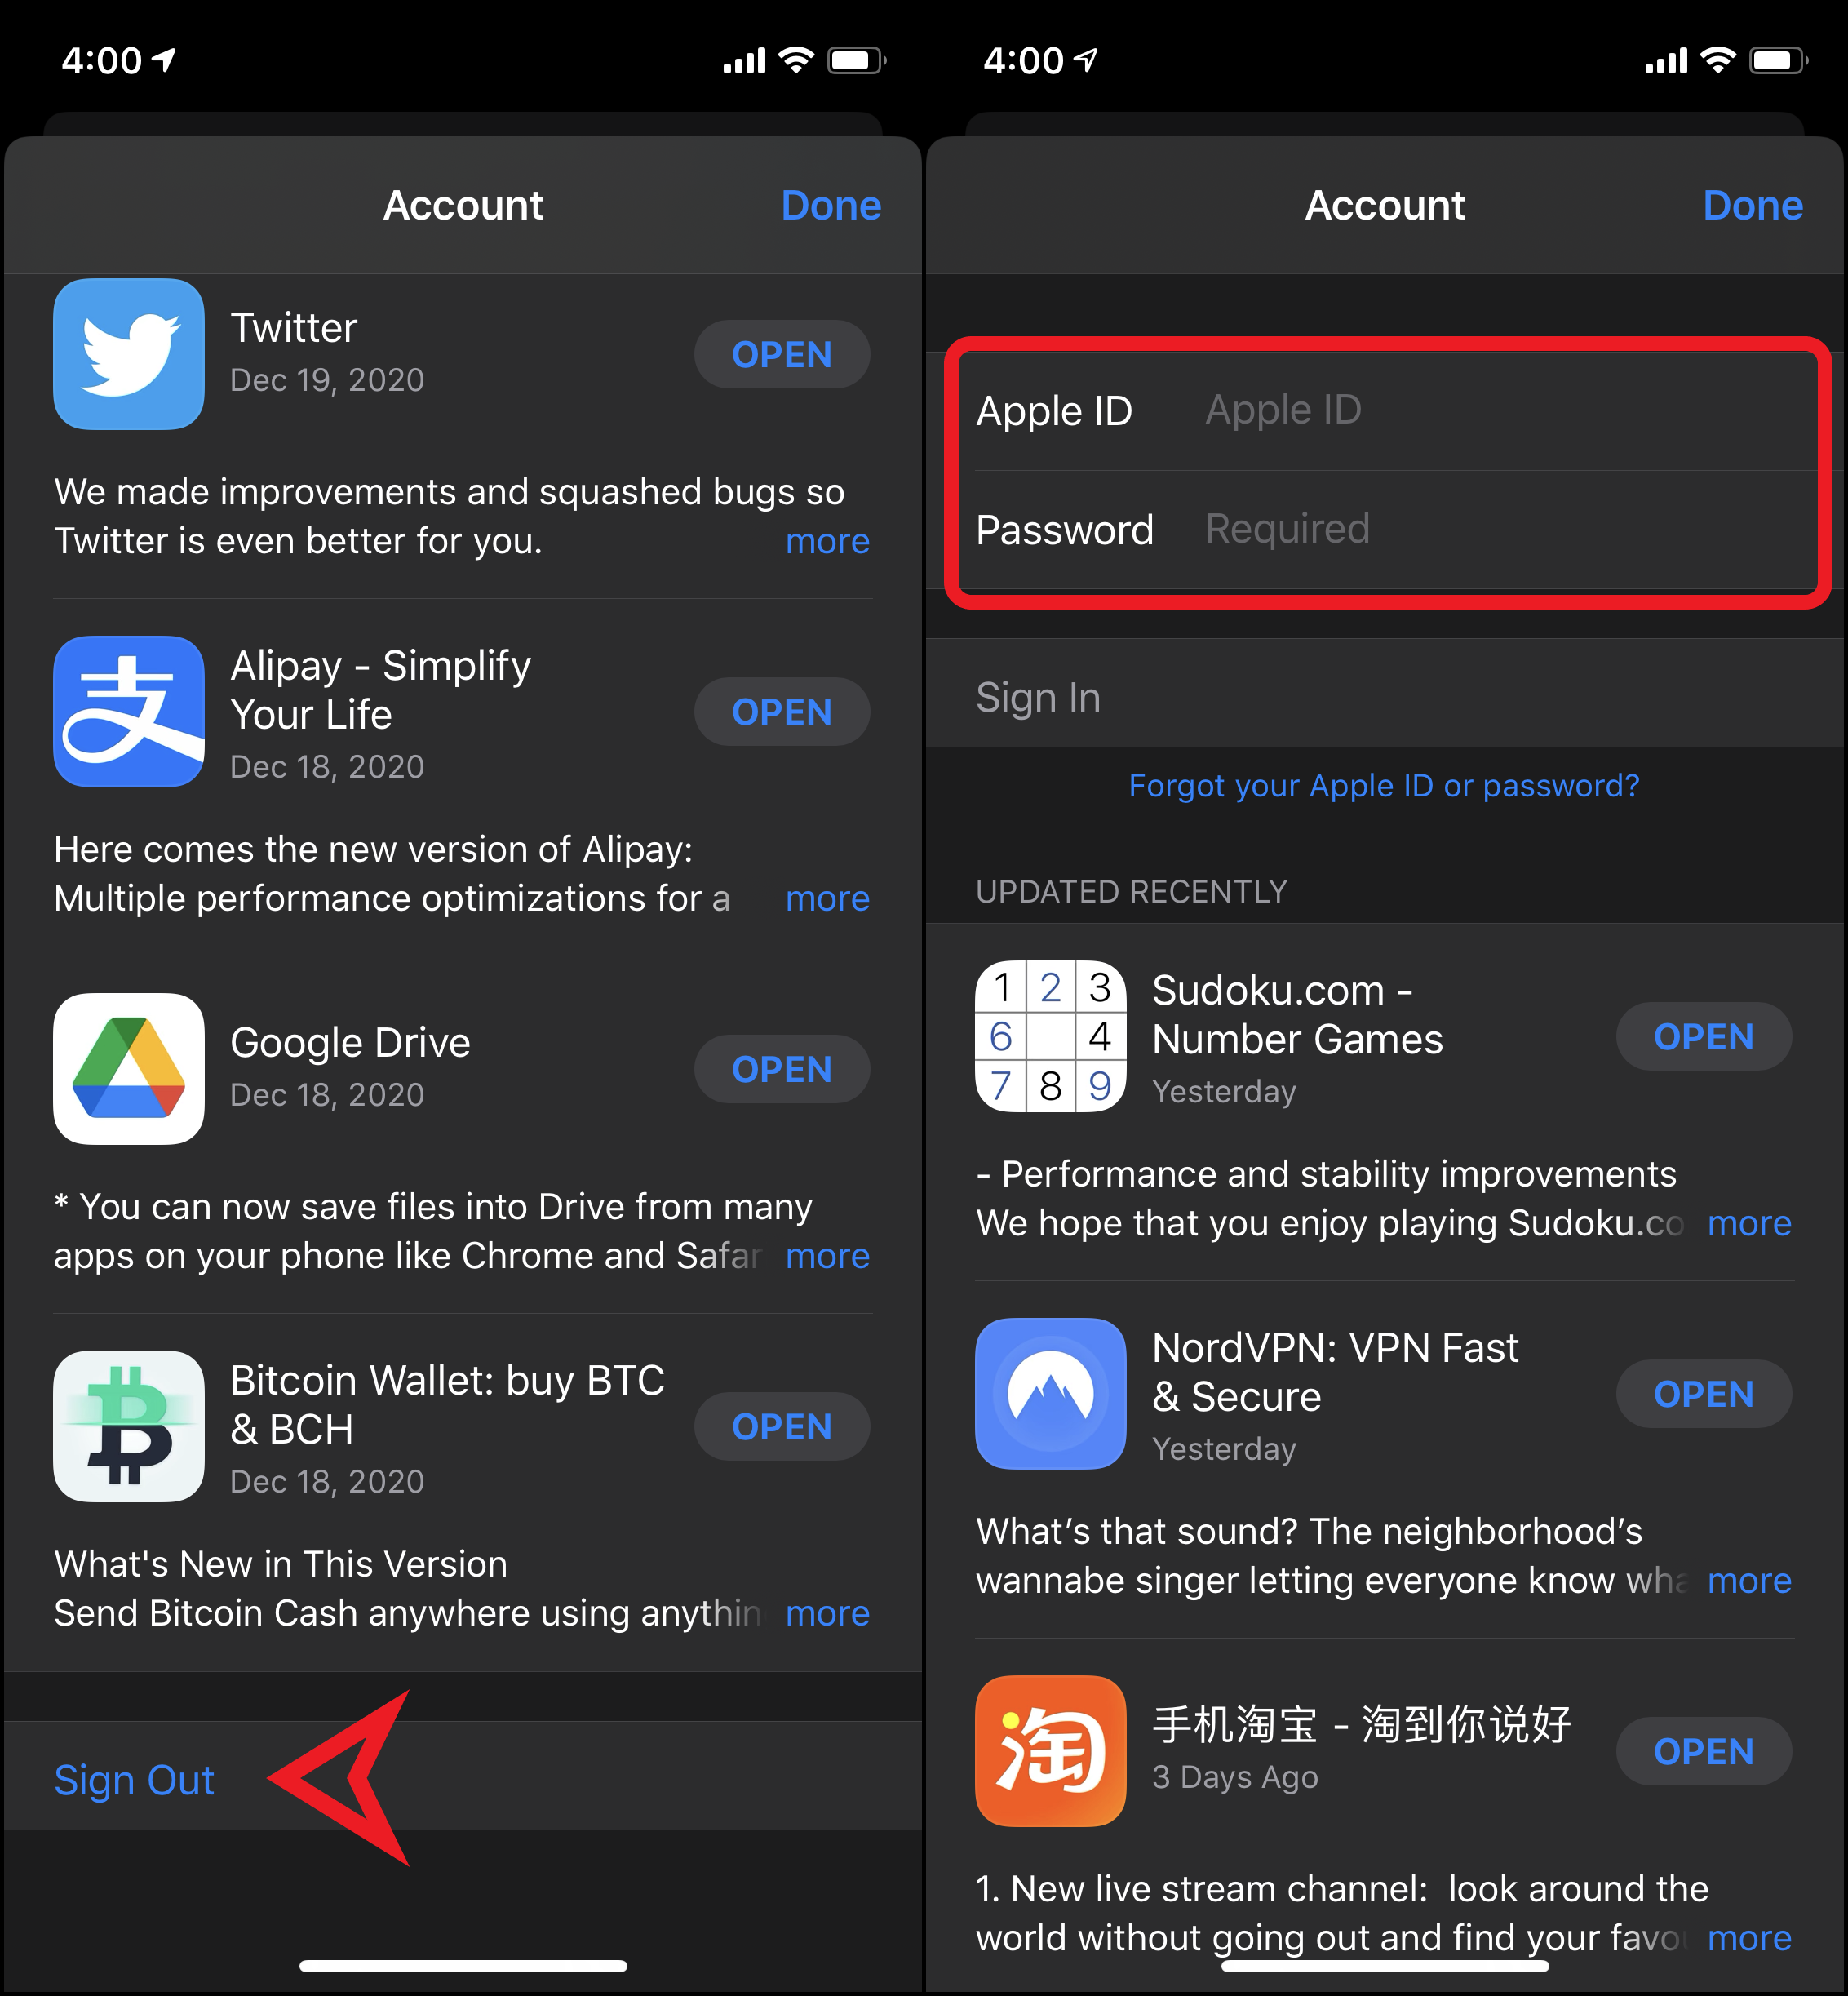 4:00
Account
Done
Twitter
Dec 19, 2020
OPEN
We made improvements and squashed bugs so
Twitter is even better for you.
more
支
Alipay - Simplify
Your Life
Dec 18, 2020
OPEN
Here comes the new version of Alipay:
Multiple performance optimizations for a
more
Google Drive
Dec 18, 2020
OPEN
* You can now save files into Drive from many
apps on your phone like Chrome and Safar
more
Bitcoin Wallet: buy BTC
& BCH
Dec 18, 2020
OPEN
What's New in This Version
Send Bitcoin Cash anywhere using anythin
more
Sign Out
4:00
Account
Done
Apple ID
Apple ID
Password
Required
Sign In
Forgot your Apple ID or password?
UPDATED RECENTLY
1 2 3
6 4
7 8 9
Sudoku.com -
Number Games
Yesterday
OPEN
- Performance and stability improvements
We hope that you enjoy playing Sudoku.co
more
NordVPN: VPN Fast
& Secure
Yesterday
OPEN
What’s that sound? The neighborhood’s
wannabe singer letting everyone know wha
more
淘
手机淘宝 - 淘到你说好
3 Days Ago
OPEN
1. New live stream channel:  look around the
world without going out and find your favo
more